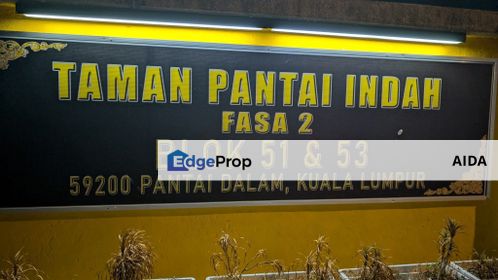 TAMAN PANTAI INDAH
FASA 2
BLOK 51 & 53
EdgeProp AIDA
59200 PANTAI DALAM, KUALA LUMPUR